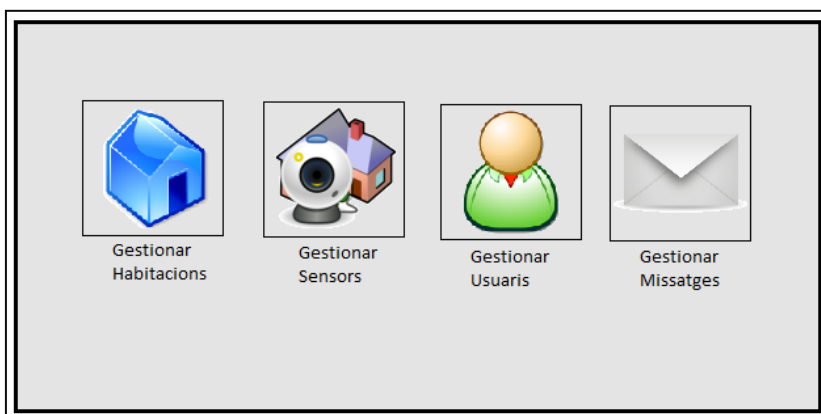 Gestionar
Habitacions
Gestionar
Sensors
Gestionar
Usuaris
Gestionar
Missatges